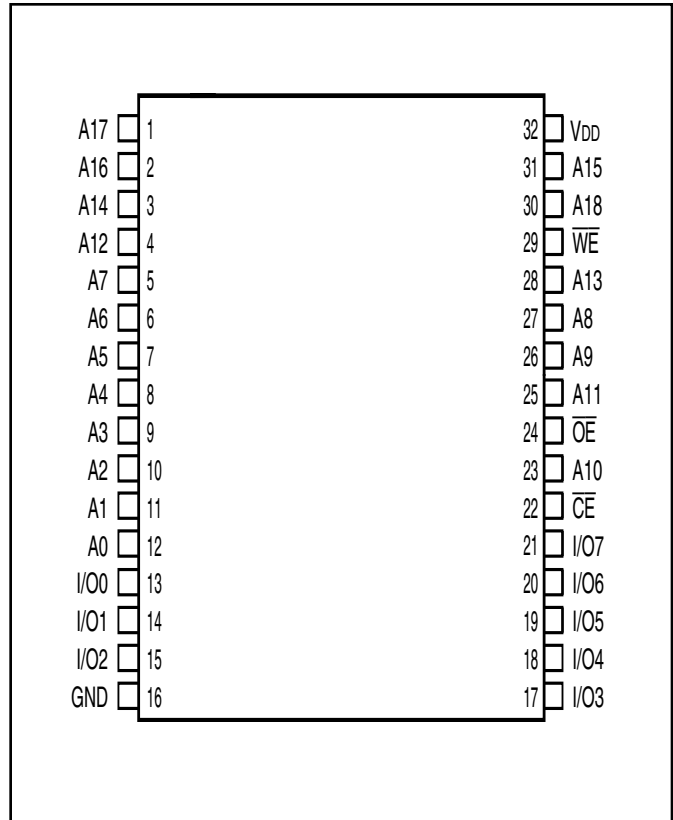 A17 1 32 VDD
A16 2 31 A15
A14 3 30 A18
A12 4 29 W̅E̅
A7 5 28 A13
A6 6 27 A8
A5 7 26 A9
A4 8 25 A11
A3 9 24 O̅E̅
A2 10 23 A10
A1 11 22 C̅E̅
A0 12 21 I/O7
I/O0 13 20 I/O6
I/O1 14 19 I/O5
I/O2 15 18 I/O4
GND 16 17 I/O3